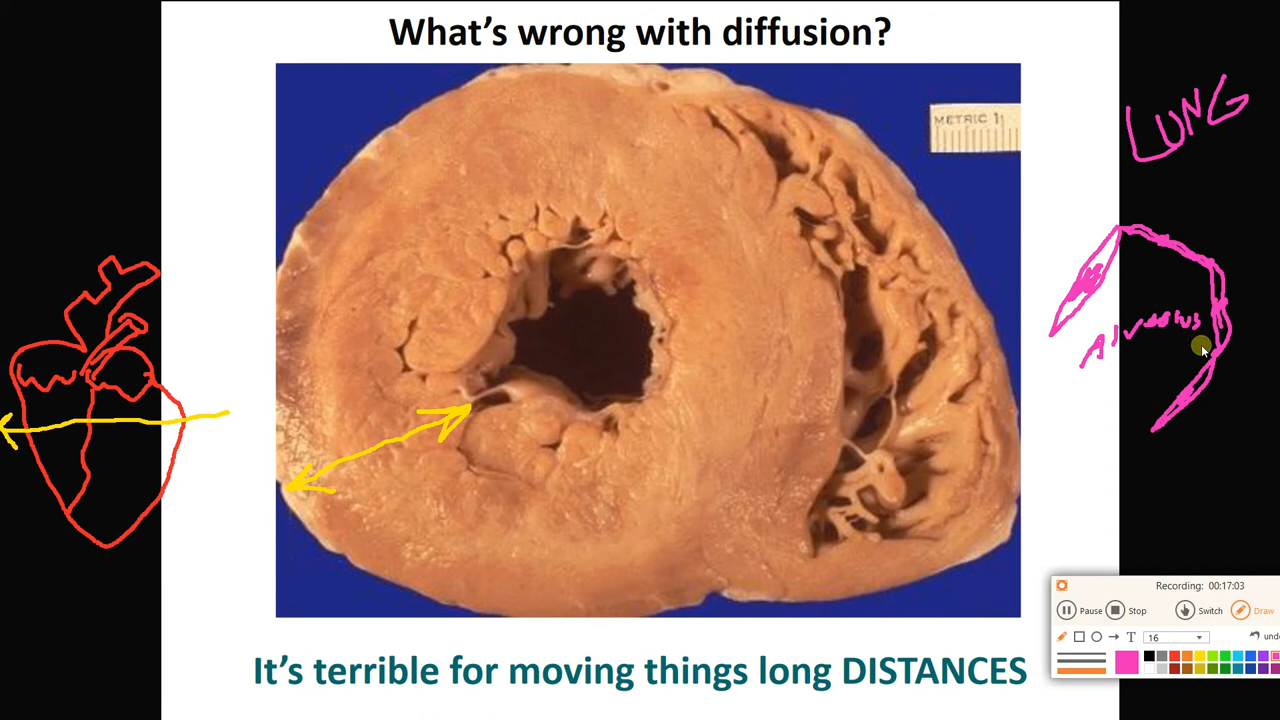 What's wrong with diffusion?
METRIC 1
LUNG
Alveolus
It's terrible for moving things long DISTANCES
Recording: 00:17:03
Pause Stop Switch Draw
T 16 undo